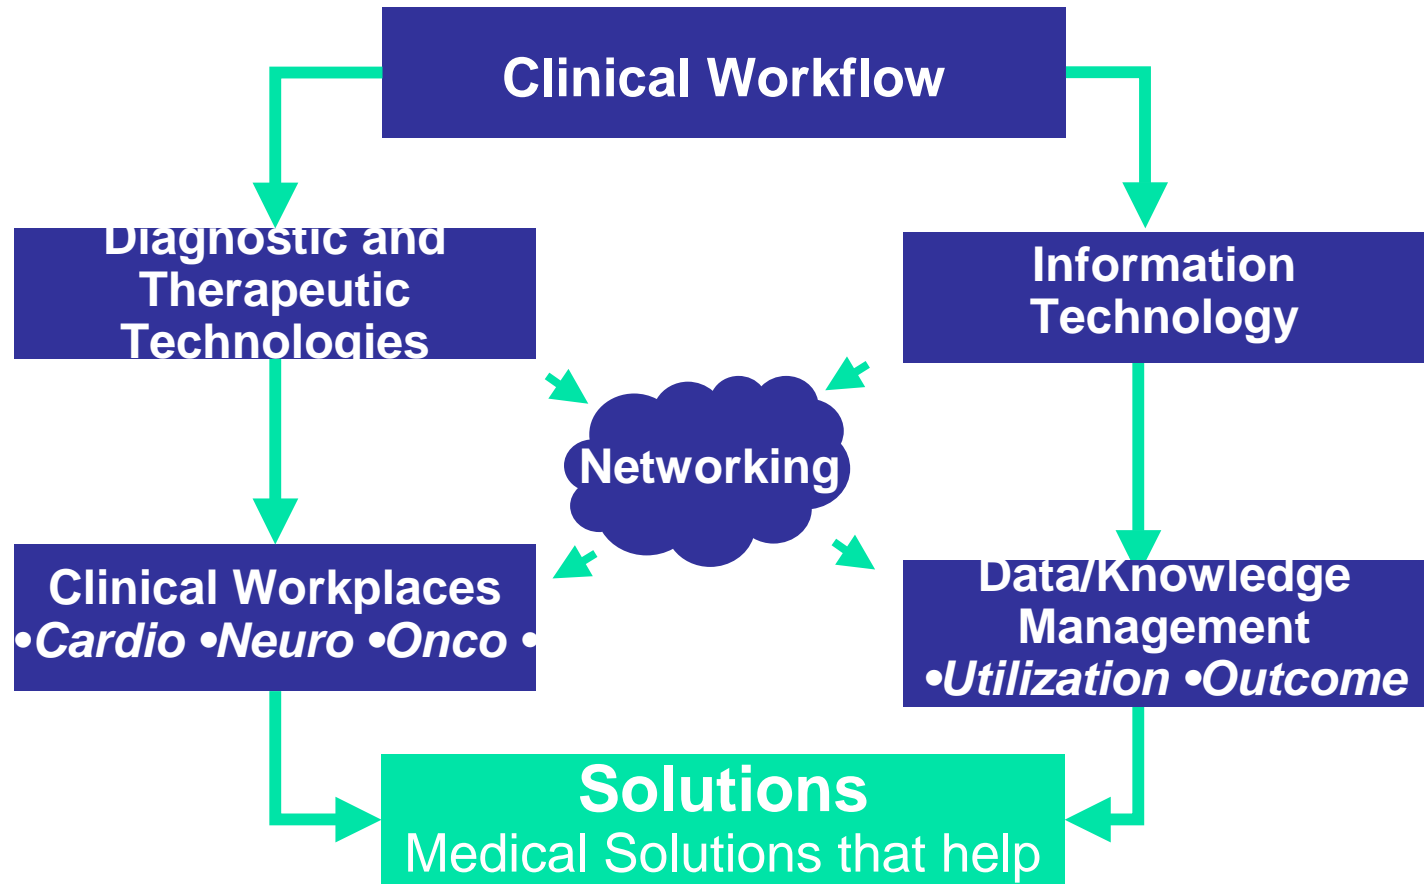 Clinical Workflow
Diagnostic and
Therapeutic
Technologies
Information
Technology
Networking
Clinical Workplaces
•Cardio •Neuro •Onco •
Data/Knowledge
Management
•Utilization •Outcome
Solutions
Medical Solutions that help